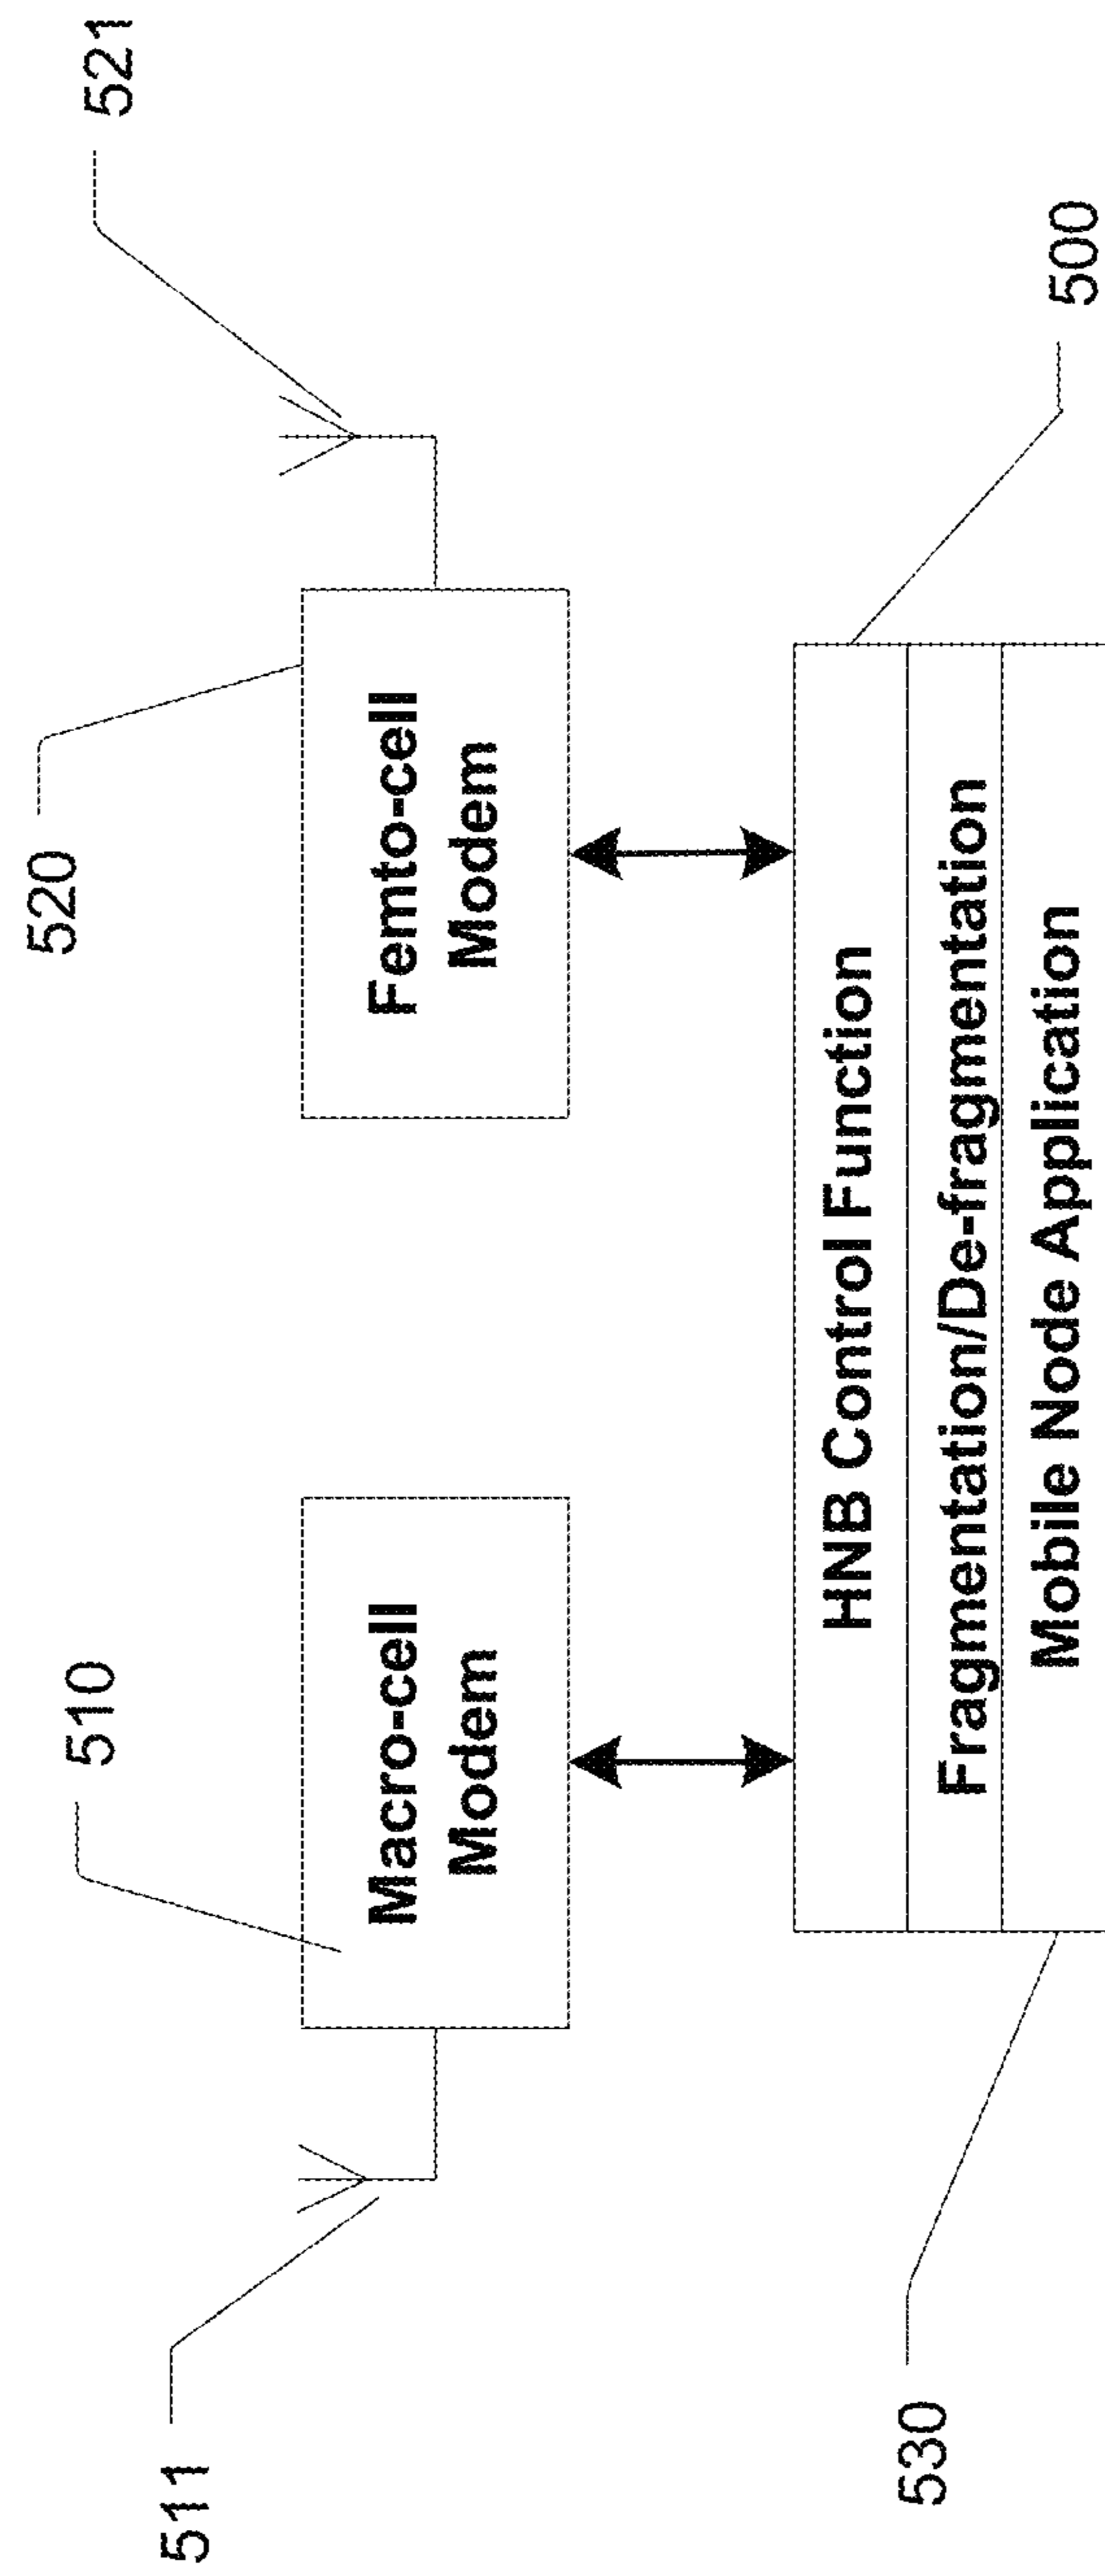 511
510
520
521
Macro-cell
Modem
Femto-cell
Modem
HNB Control Function
Fragmentation/De-fragmentation
Mobile Node Application
530
500